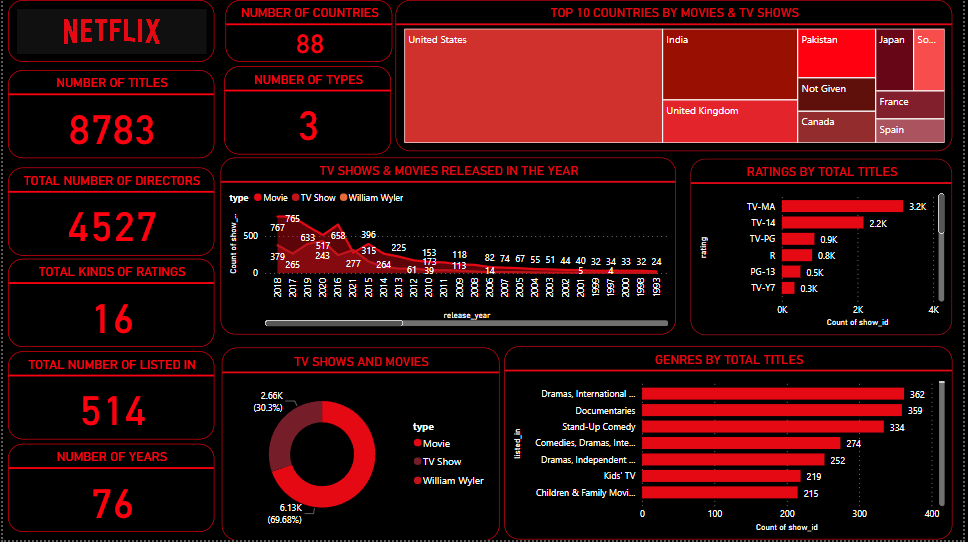 NETFLIX
NUMBER OF COUNTRIES
88
TOP 10 COUNTRIES BY MOVIES & TV SHOWS
United States
India
United Kingdom
Pakistan
Not Given
Canada
Japan
So...
France
Spain
NUMBER OF TITLES
8783
NUMBER OF TYPES
3
TOTAL NUMBER OF DIRECTORS
4527
TOTAL KINDS OF RATINGS
16
TOTAL NUMBER OF LISTED IN
514
NUMBER OF YEARS
76
TV SHOWS & MOVIES RELEASED IN THE YEAR
type Movie TV Show William Wyler
Count of show_i
500
0
767 765 633 517 658 396 225 153 118 82 74 67 55 51 44 40 32 34 33 32 24
379 265 243 277 315 264 61 173 39 113 14 5 4
2018 2017 2019 2020 2016 2021 2015 2014 2013 2012 2010 2011 2009 2008 2006 2007 2005 2004 2003 2002 2001 1999 1997 2000 1998 1993
release_year
RATINGS BY TOTAL TITLES
rating
TV-MA 3.2K
TV-14 2.2K
TV-PG 0.9K
R 0.8K
PG-13 0.5K
TV-Y7 0.3K
0K 2K 4K
Count of show_id
TV SHOWS AND MOVIES
2.66K
(30.3%)
6.13K
(69.68%)
type
Movie
TV Show
William Wyler
GENRES BY TOTAL TITLES
listed_in
Dramas, International ... 362
Documentaries 359
Stand-Up Comedy 334
Comedies, Dramas, Inte... 274
Dramas, Independent ... 252
Kids' TV 219
Children & Family Movi... 215
0 100 200 300 400
Count of show_id